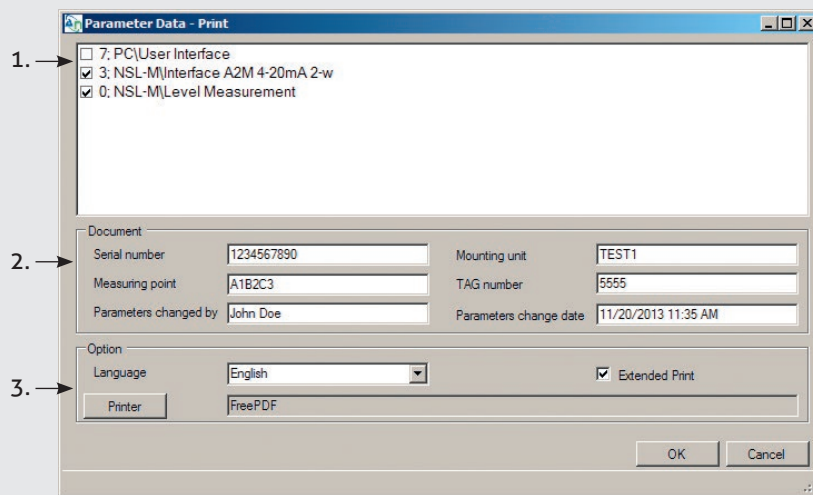 Parameter Data - Print
1.
7; PC\User Interface
3; NSL-M\Interface A2M 4-20mA 2-w
0; NSL-M\Level Measurement
2.
Document
Serial number 1234567890 Mounting unit TEST1
Measuring point A1B2C3 TAG number 5555
Parameters changed by John Doe Parameters change date 11/20/2013 11:35 AM
3.
Option
Language English Extended Print
Printer FreePDF
OK Cancel